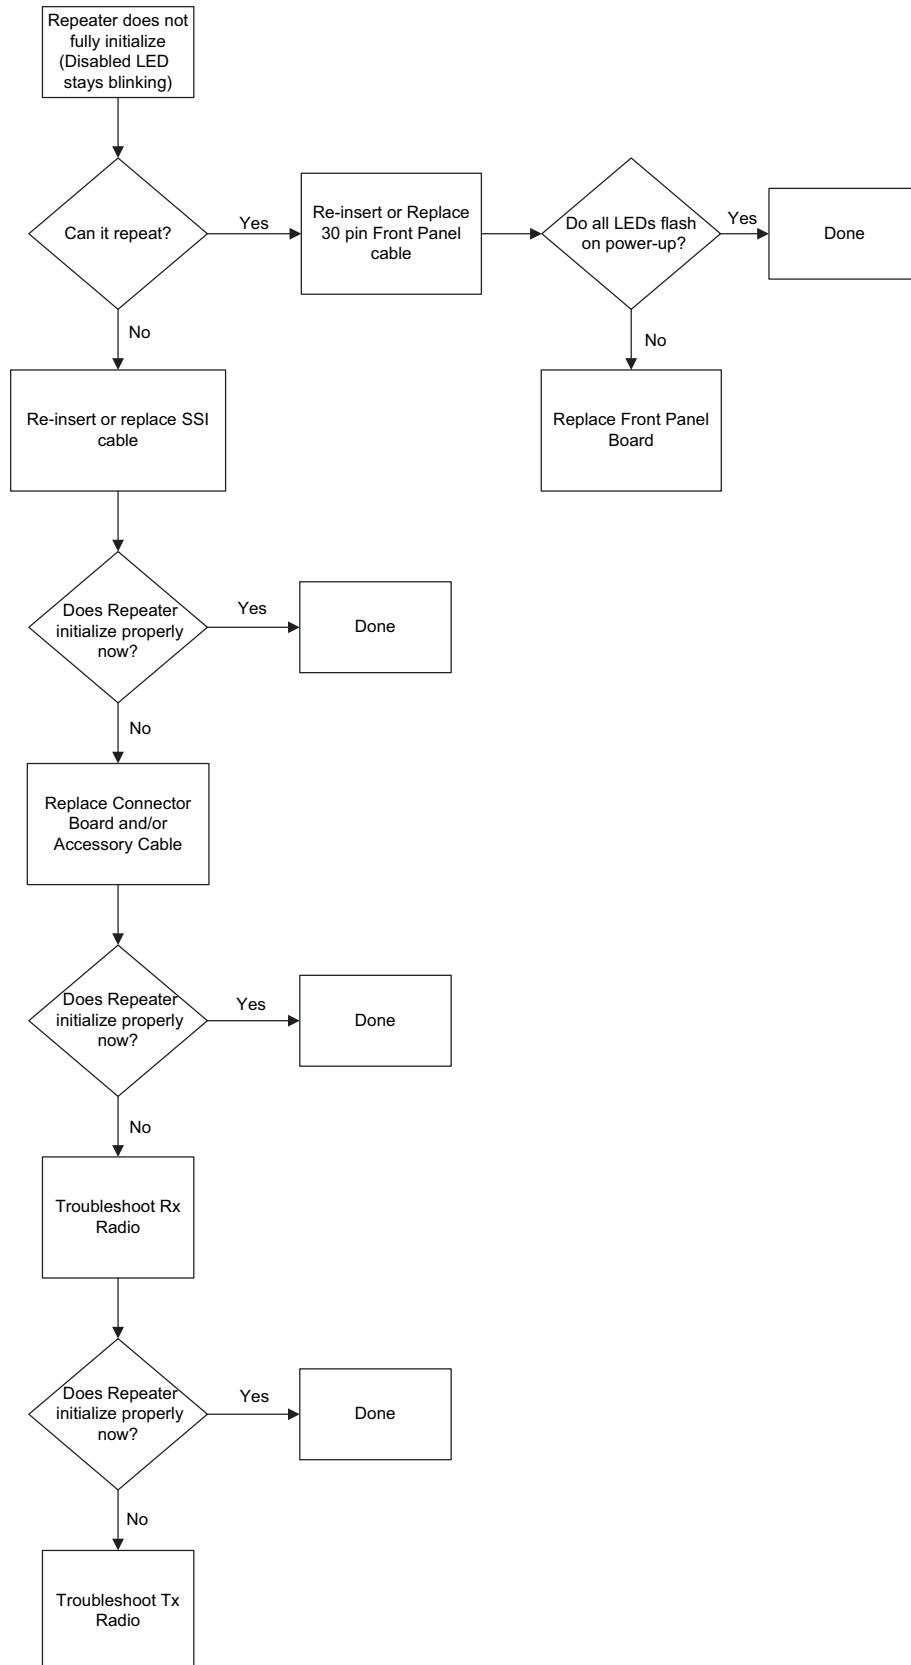 Repeater does not
fully initialize
(Disabled LED
stays blinking)
Can it repeat?
Yes
Re-insert or Replace
30 pin Front Panel
cable
Do all LEDs flash
on power-up?
Yes
Done
No
No
Re-insert or replace SSI
cable
Replace Front Panel
Board
Does Repeater
initialize properly
now?
Yes
Done
No
Replace Connector
Board and/or
Accessory Cable
Does Repeater
initialize properly
now?
Yes
Done
No
Troubleshoot Rx
Radio
Does Repeater
initialize properly
now?
Yes
Done
No
Troubleshoot Tx
Radio